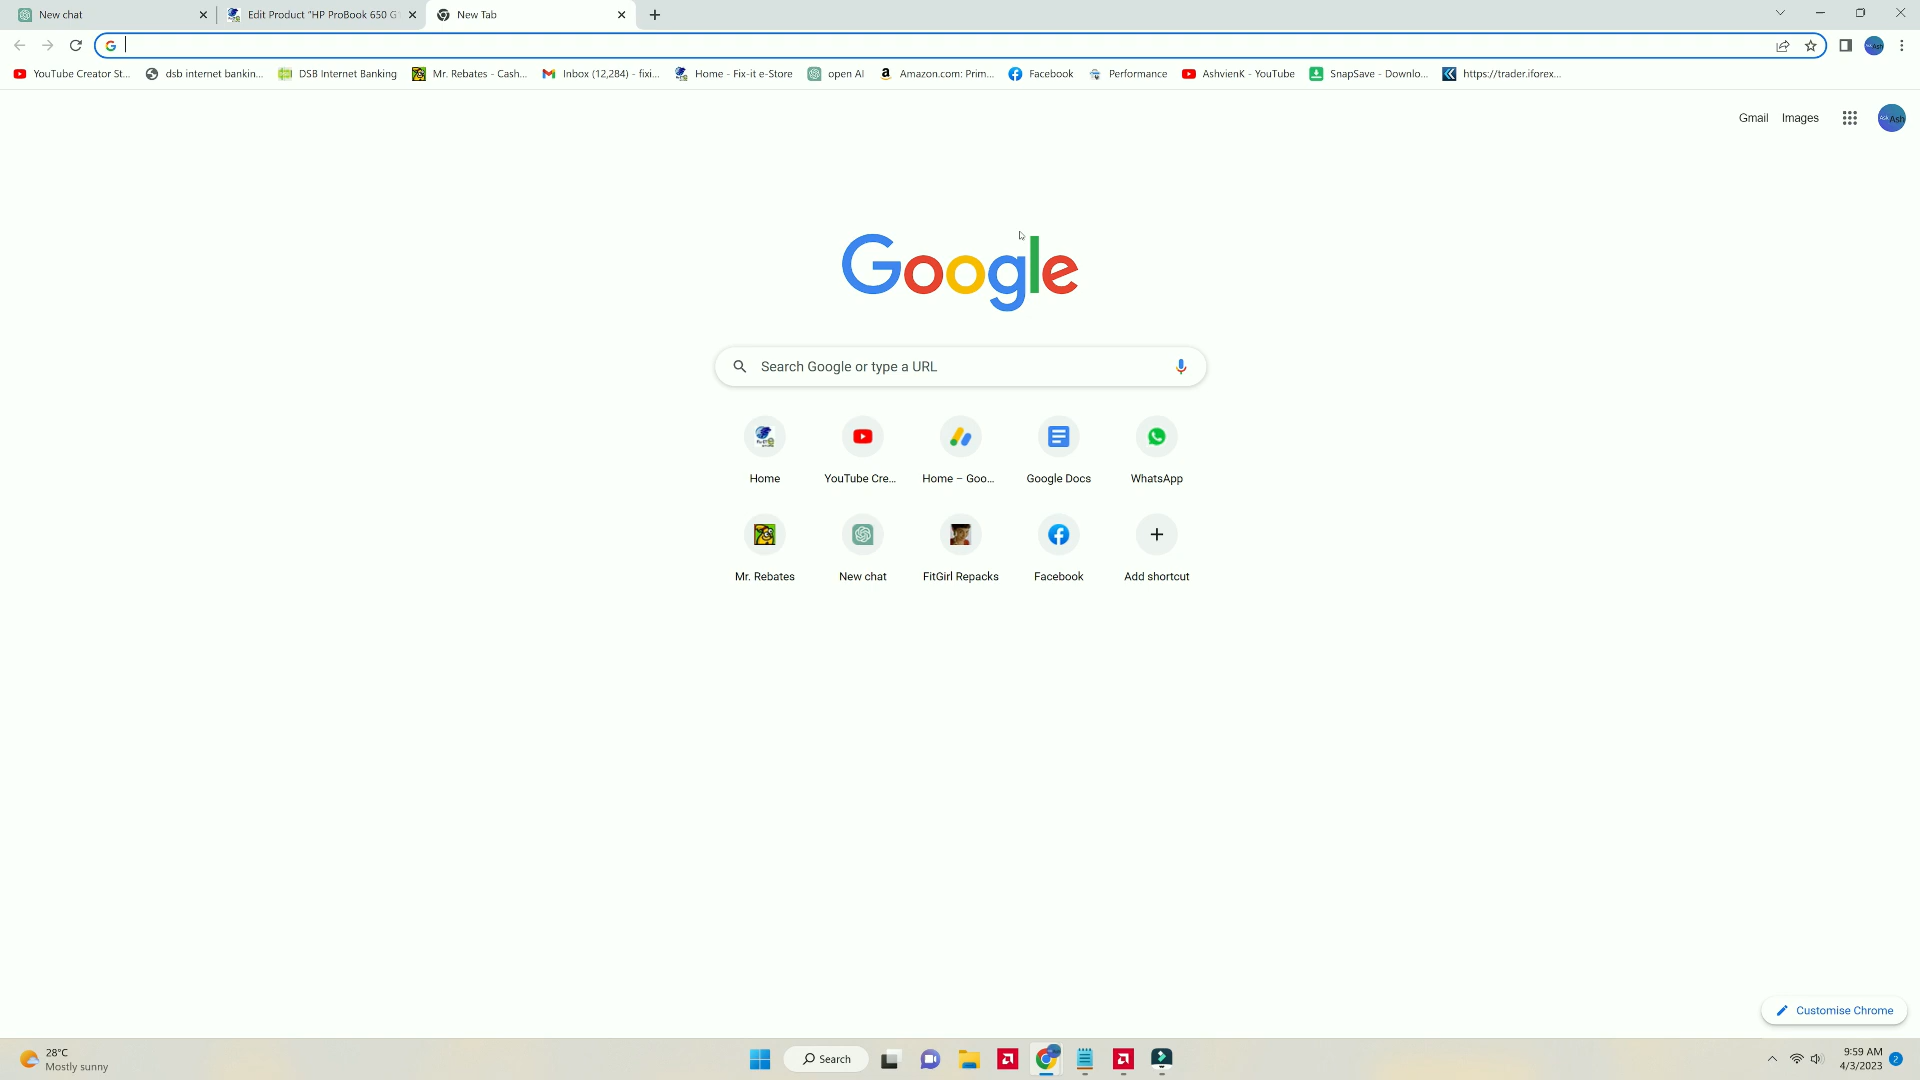 New chat
Edit Product "HP ProBook 650 G
New Tab
YouTube Creator St...
dsb internet bankin...
DSB Internet Banking
Mr. Rebates - Cash...
Inbox (12,284) - fixi...
Home - Fix-it e-Store
open AI
Amazon.com: Prim...
Facebook
Performance
AshvienK - YouTube
SnapSave - Downlo...
https://trader.iforex...
Gmail
Images
Google
Search Google or type a URL
Home
YouTube Cre...
Home – Goo...
Google Docs
WhatsApp
Mr. Rebates
New chat
FitGirl Repacks
Facebook
Add shortcut
Customise Chrome
28°C
Mostly sunny
Search
9:59 AM
4/3/2023
2